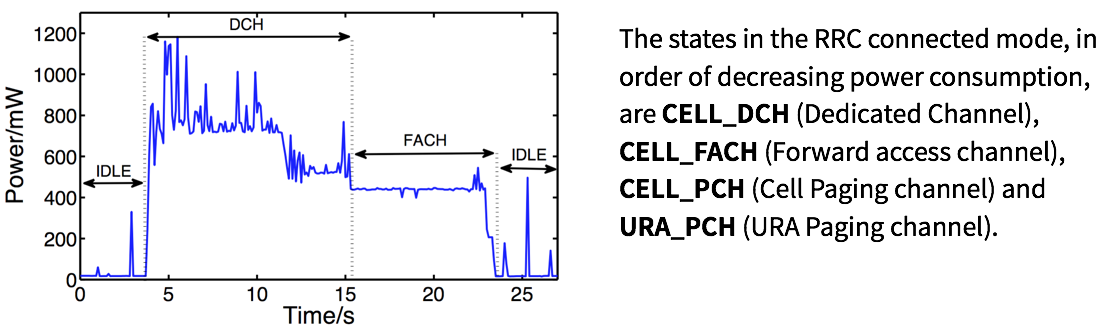 1200
1000
800
600
400
200
0
Power/mW
0 5 10 15 20 25
Time/s
IDLE
DCH
FACH
IDLE
The states in the RRC connected mode, in
order of decreasing power consumption,
are CELL_DCH (Dedicated Channel),
CELL_FACH (Forward access channel),
CELL_PCH (Cell Paging channel) and
URA_PCH (URA Paging channel).